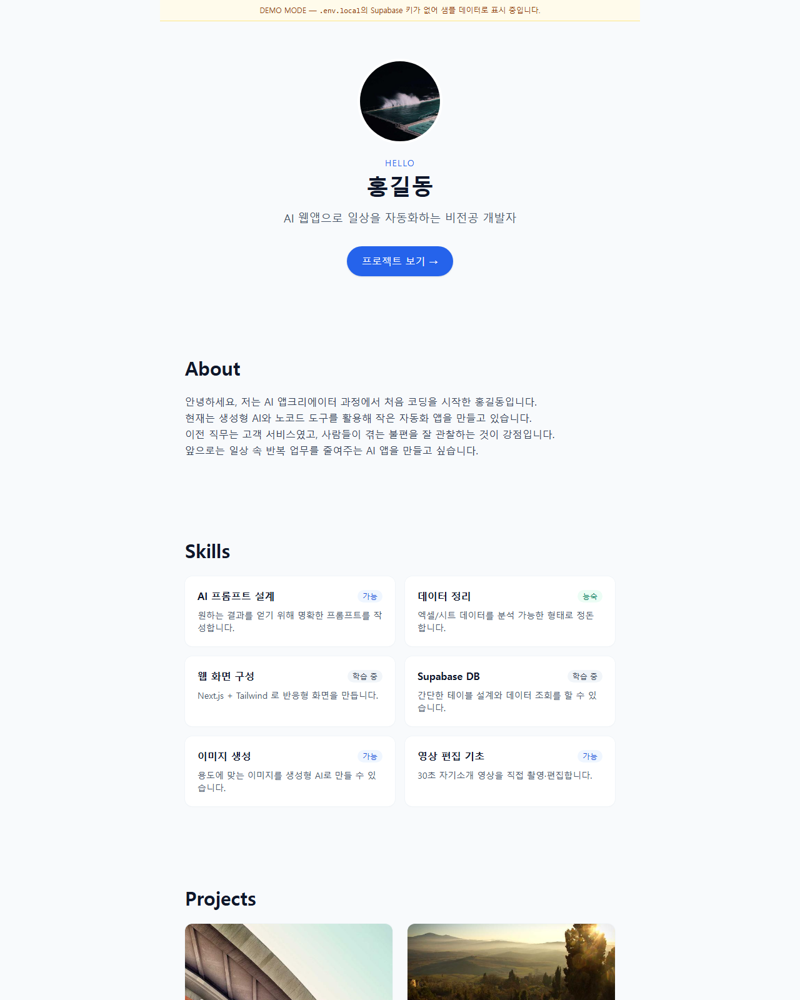 DEMO MODE — .env.local의 Supabase 키가 없어 샘플 데이터로 표시 중입니다.
HELLO
홍길동
AI 웹앱으로 일상을 자동화하는 비전공 개발자
프로젝트 보기 →
About
안녕하세요, 저는 AI 앱크리에이터 과정에서 처음 코딩을 시작한 홍길동입니다.
현재는 생성형 AI와 노코드 도구를 활용해 작은 자동화 앱을 만들고 있습니다.
이전 직무는 고객 서비스였고, 사람들이 겪는 불편을 잘 관찰하는 것이 강점입니다.
앞으로는 일상 속 반복 업무를 줄여주는 AI 앱을 만들고 싶습니다.
Skills
AI 프롬프트 설계
가능
원하는 결과를 얻기 위해 명확한 프롬프트를 작
성합니다.
데이터 정리
능숙
엑셀/시트 데이터를 분석 가능한 형태로 정돈
합니다.
웹 화면 구성
학습 중
Next.js + Tailwind 로 반응형 화면을 만듭니다.
Supabase DB
학습 중
간단한 테이블 설계와 데이터 조회를 할 수 있
습니다.
이미지 생성
가능
용도에 맞는 이미지를 생성형 AI로 만들 수 있
습니다.
영상 편집 기초
가능
30초 자기소개 영상을 직접 촬영·편집합니다.
Projects